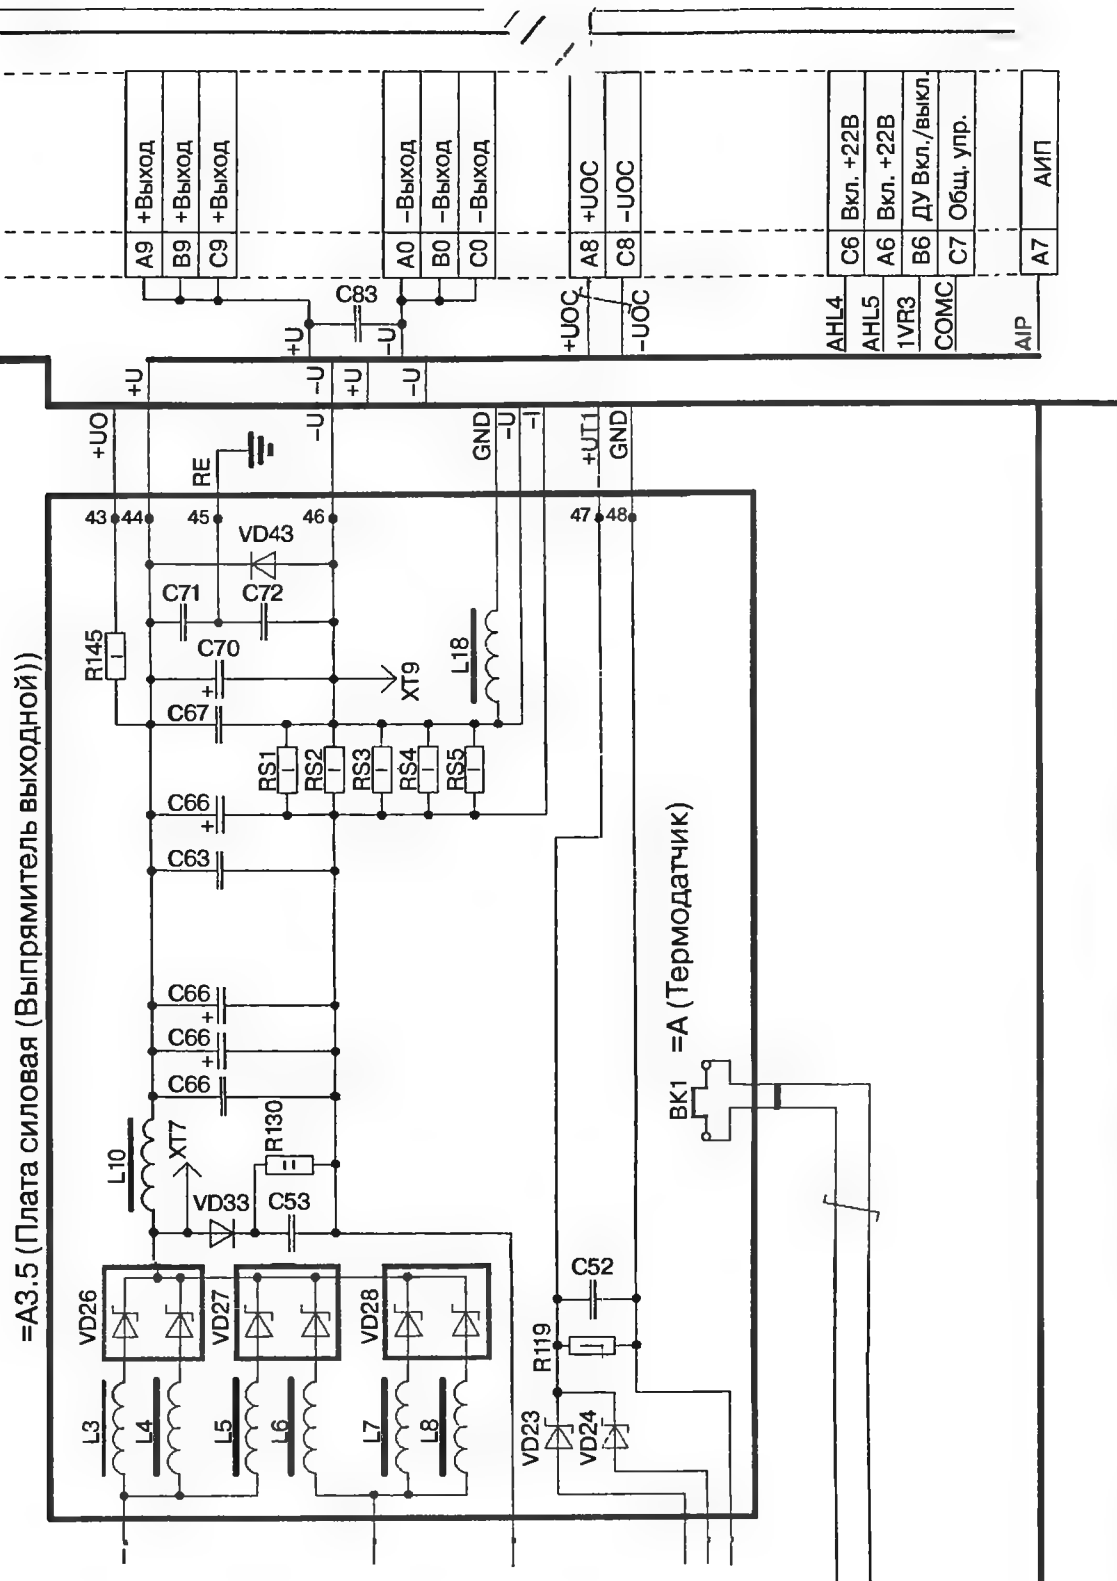 +Выход
+Выход
+Выход
−Выход
−Выход
−Выход
+UOC
−UOC
Вкл. +22В
Вкл. +22В
ДУ Вкл./выкл.
Общ. упр.
АИП
A9
B9
C9
A0
B0
C0
A8
C8
C6
A6
B6
C7
A7
C83
+U
−U
+UOC
−UOC
AHL4
AHL5
1VR3
COMC
AIP
+U
−U
+U
−U
+UO
RE
−U
GND
−U
−I
+UT1
GND
43
44
45
46
47
48
VD43
C71
C72
R145
C70
+
XT9
L18
C67
RS1
RS2
RS3
RS4
RS5
C66
+
C63
=A3.5 (Плата силовая (Выпрямитель выходной))
=A (Термодатчик)
C66
+
C66
+
C66
BK1
L10
XT7
R130
VD33
C53
VD26
VD27
VD28
C52
R119
L3
L4
L5
L6
L7
L8
VD23
VD24